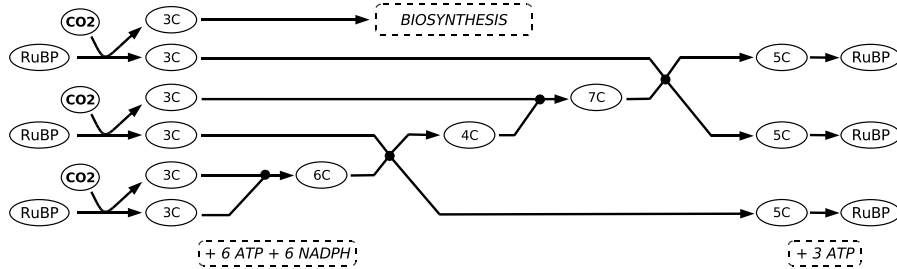 CO2 3C BIOSYNTHESIS
RuBP 3C 5C RuBP
CO2 3C 7C
RuBP 3C 4C 5C RuBP
CO2 3C 6C
RuBP 3C 5C RuBP
+ 6 ATP + 6 NADPH + 3 ATP